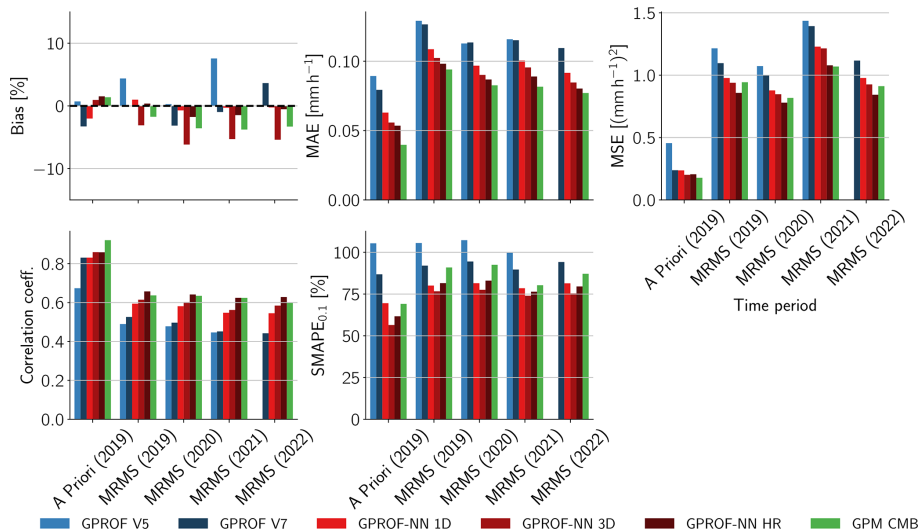 10
0
−10
Bias [%]
0.10
0.05
0.00
MAE [mm h−1)
1.5
1.0
0.5
0.0
MSE [(mm h−1)2]
A Priori (2019)
MRMS (2019)
MRMS (2020)
MRMS (2021)
MRMS (2022)
Time period
0.8
0.6
0.4
0.2
0.0
Correlation coeff.
A Priori (2019)
MRMS (2019)
MRMS (2020)
MRMS (2021)
MRMS (2022)
100
75
50
25
0
SMAPE0.1 [%]
A Priori (2019)
MRMS (2019)
MRMS (2020)
MRMS (2021)
MRMS (2022)
GPROF V5
GPROF V7
GPROF-NN 1D
GPROF-NN 3D
GPROF-NN HR
GPM CMB